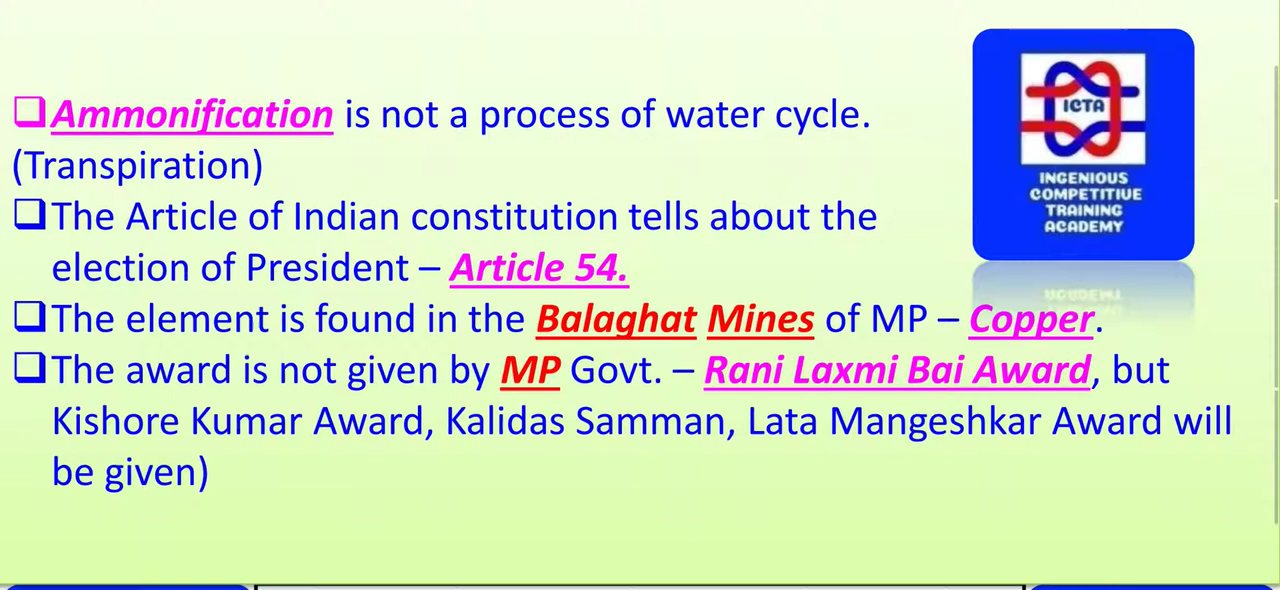 ❑Ammonification is not a process of water cycle.
(Transpiration)
❑The Article of Indian constitution tells about the
election of President – Article 54.
❑The element is found in the Balaghat Mines of MP – Copper.
❑The award is not given by MP Govt. – Rani Laxmi Bai Award, but
Kishore Kumar Award, Kalidas Samman, Lata Mangeshkar Award will
be given)
ICTA
INGENIOUS
COMPETITIVE
TRAINING
ACADEMY